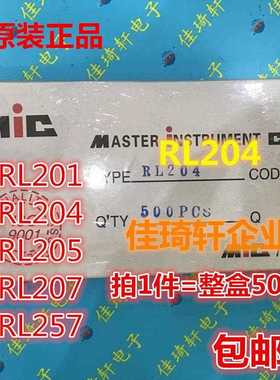 原装正品
MIC
MASTER INSTRUMENT C
RL204
TYPE RL204 CODE
RL201
RL204
9001
Q'TY 500PCS Q
RL205
佳琦轩企业
RL207
拍1件=整盒50
RL257
包邮
佳琦轩电子